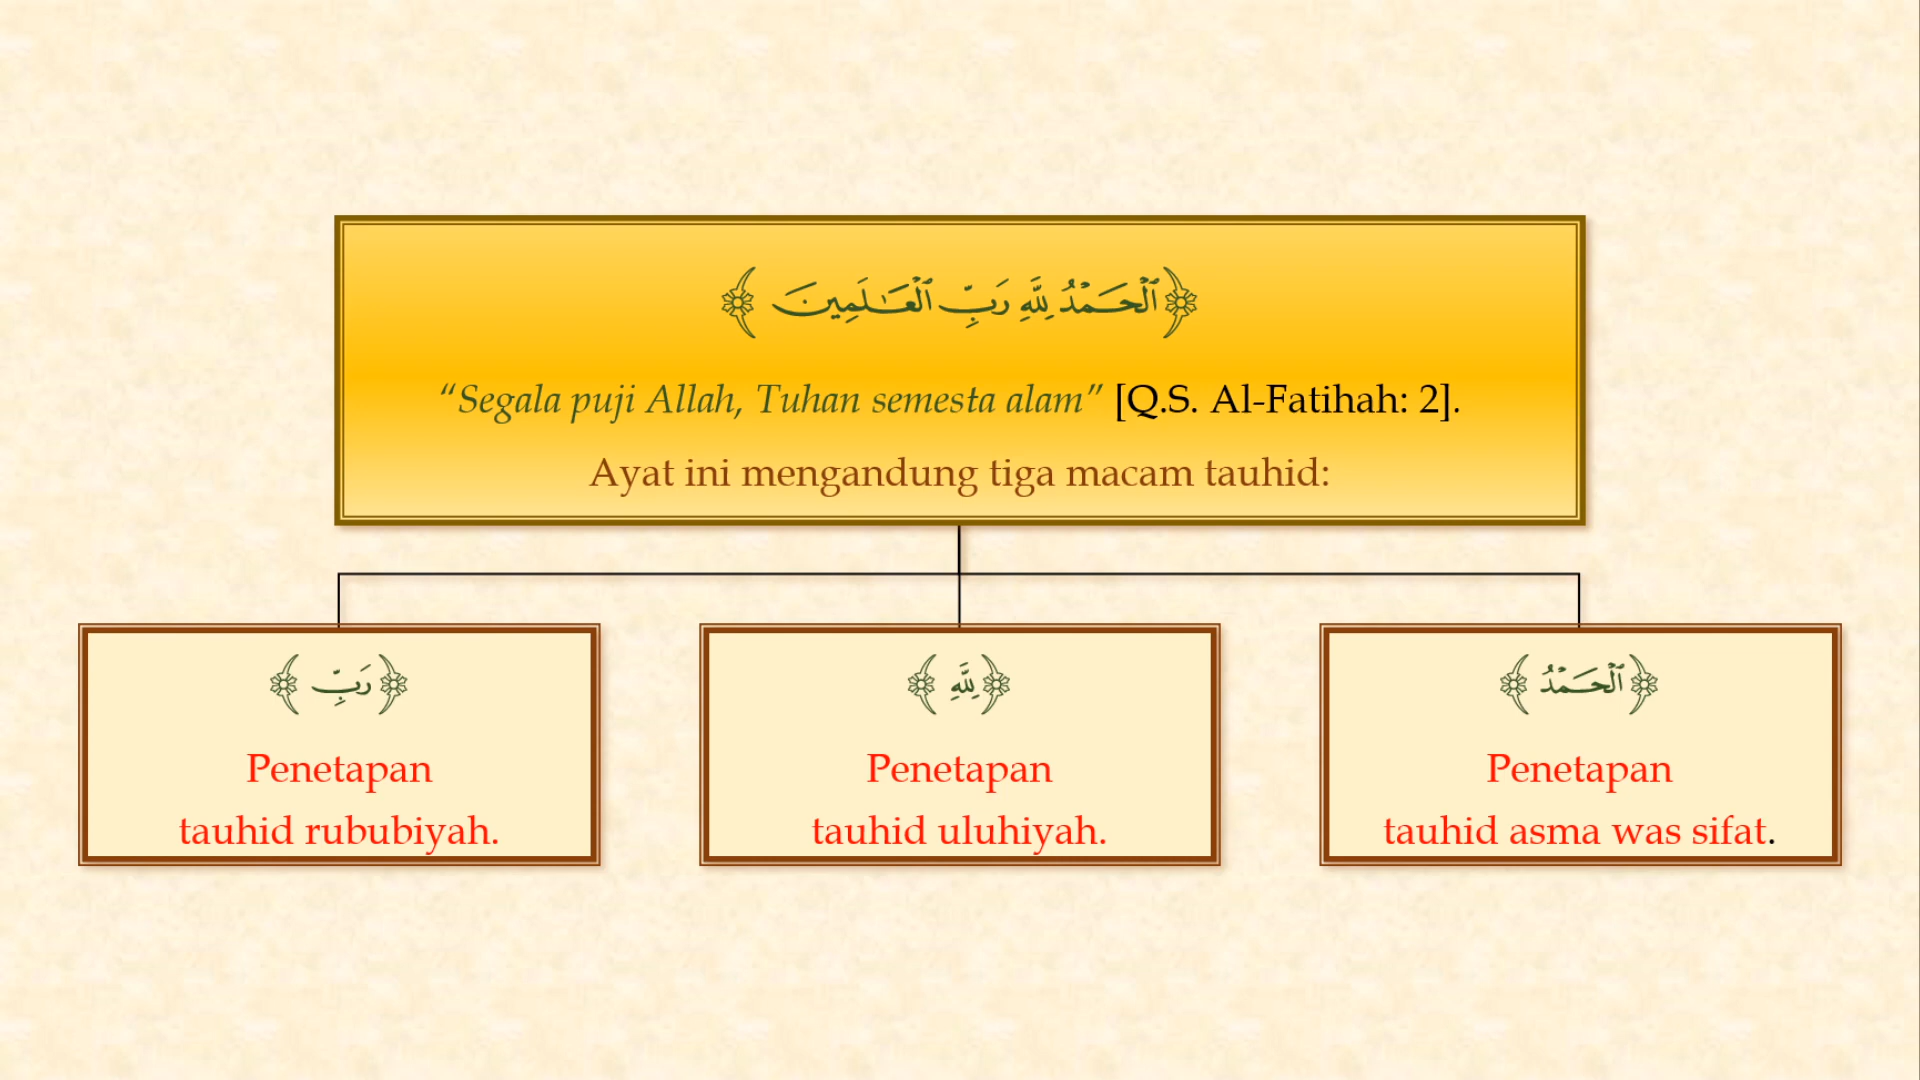 ﴿ٱلۡحَمۡدُ لِلَّهِ رَبِّ ٱلۡعَـٰلَمِینَ ﴾
“Segala puji Allah, Tuhan semesta alam” [Q.S. Al-Fatihah: 2].
Ayat ini mengandung tiga macam tauhid:
﴿رَبِّ ﴾
Penetapan
tauhid rububiyah.
﴿لِلَّهِ ﴾
Penetapan
tauhid uluhiyah.
﴿ٱلۡحَمۡدُ ﴾
Penetapan
tauhid asma was sifat.